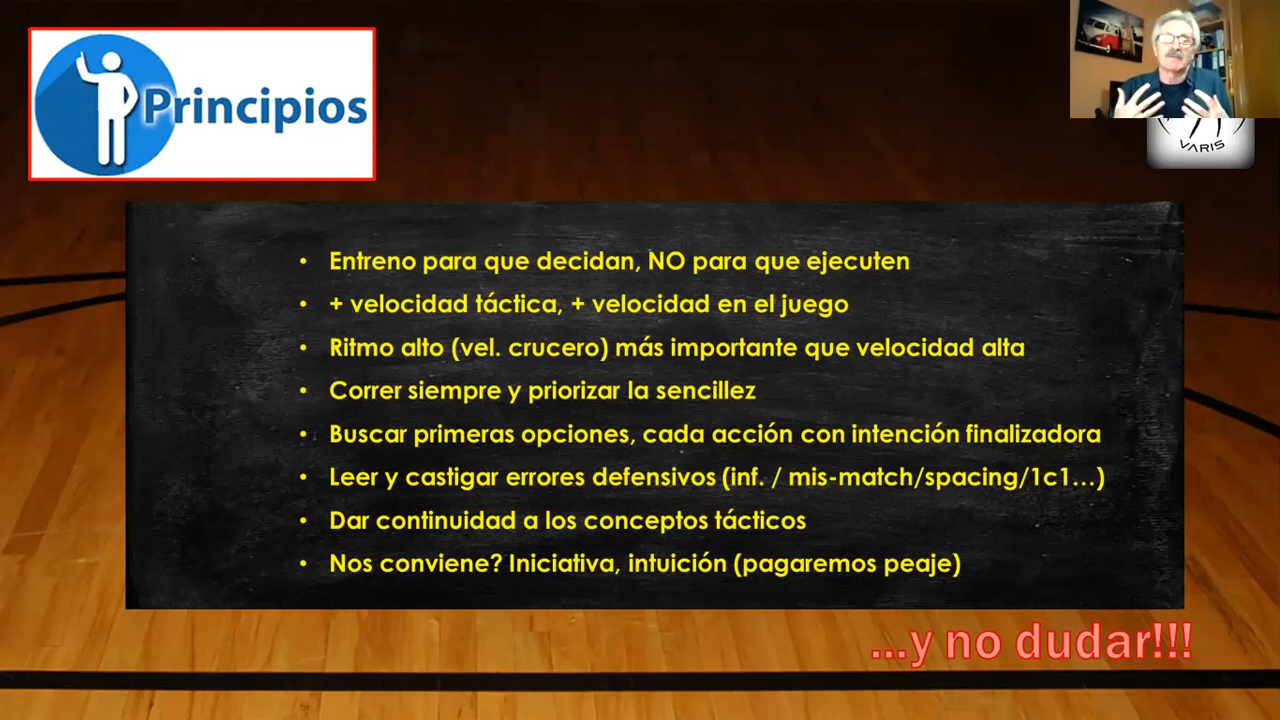 Principios
VARIS
• Entreno para que decidan, NO para que ejecuten
• + velocidad táctica, + velocidad en el juego
• Ritmo alto (vel. crucero) más importante que velocidad alta
• Correr siempre y priorizar la sencillez
• Buscar primeras opciones, cada acción con intención finalizadora
• Leer y castigar errores defensivos (inf. / mis-match/spacing/1c1...)
• Dar continuidad a los conceptos tácticos
• Nos conviene? Iniciativa, intuición (pagaremos peaje)
...y no dudar!!!